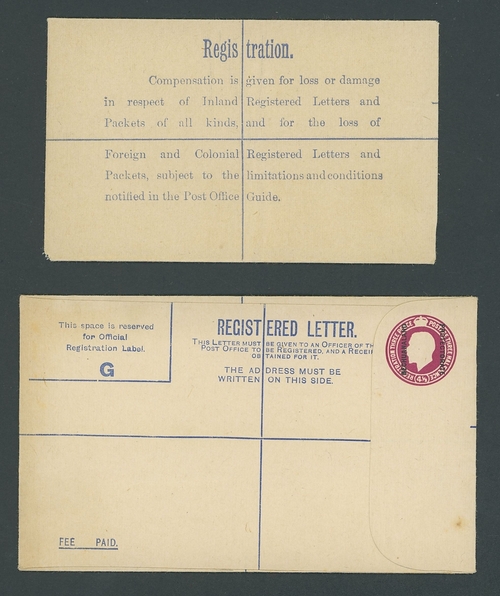 Registration.
Compensation is given for loss or damage
in respect of Inland Registered Letters and
Packets of all kinds, and for the loss of
Foreign and Colonial Registered Letters and
Packets, subject to the limitations and conditions
notified in the Post Office Guide.
This space is reserved
for Official
Registration Label.
G
REGISTERED LETTER.
THIS LETTER MUST BE GIVEN TO AN OFFICER OF TH
POST OFFICE TO BE REGISTERED, AND A RECEIP
OBTAINED FOR IT.
THE ADDRESS MUST BE
WRITTEN ON THIS SIDE.
FEE PAID.